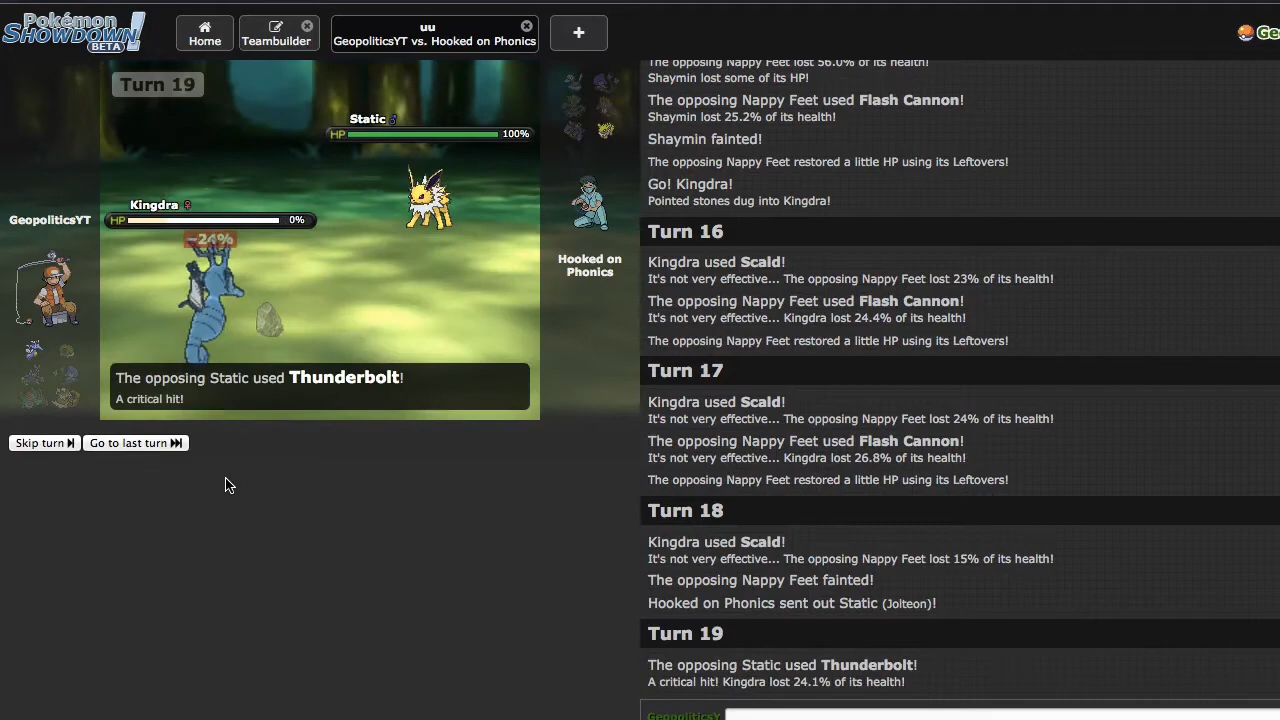 Pokémon
SHOWDOWN!
BETA
Home
Teambuilder
uu
GeopoliticsYT vs. Hooked on Phonics
+
Ge
Turn 19
Static ♂
HP 100%
Kingdra ♀
HP 0%
−24%
GeopoliticsYT
Hooked on
Phonics
The opposing Static used Thunderbolt!
A critical hit!
Skip turn
Go to last turn
The opposing Nappy Feet lost 56.0% of its health!
Shaymin lost some of its HP!
The opposing Nappy Feet used Flash Cannon!
Shaymin lost 25.2% of its health!
Shaymin fainted!
The opposing Nappy Feet restored a little HP using its Leftovers!
Go! Kingdra!
Pointed stones dug into Kingdra!
Turn 16
Kingdra used Scald!
It's not very effective... The opposing Nappy Feet lost 23% of its health!
The opposing Nappy Feet used Flash Cannon!
It's not very effective... Kingdra lost 24.4% of its health!
The opposing Nappy Feet restored a little HP using its Leftovers!
Turn 17
Kingdra used Scald!
It's not very effective... The opposing Nappy Feet lost 24% of its health!
The opposing Nappy Feet used Flash Cannon!
It's not very effective... Kingdra lost 26.8% of its health!
The opposing Nappy Feet restored a little HP using its Leftovers!
Turn 18
Kingdra used Scald!
It's not very effective... The opposing Nappy Feet lost 15% of its health!
The opposing Nappy Feet fainted!
Hooked on Phonics sent out Static (Jolteon)!
Turn 19
The opposing Static used Thunderbolt!
A critical hit! Kingdra lost 24.1% of its health!
GeopoliticsY